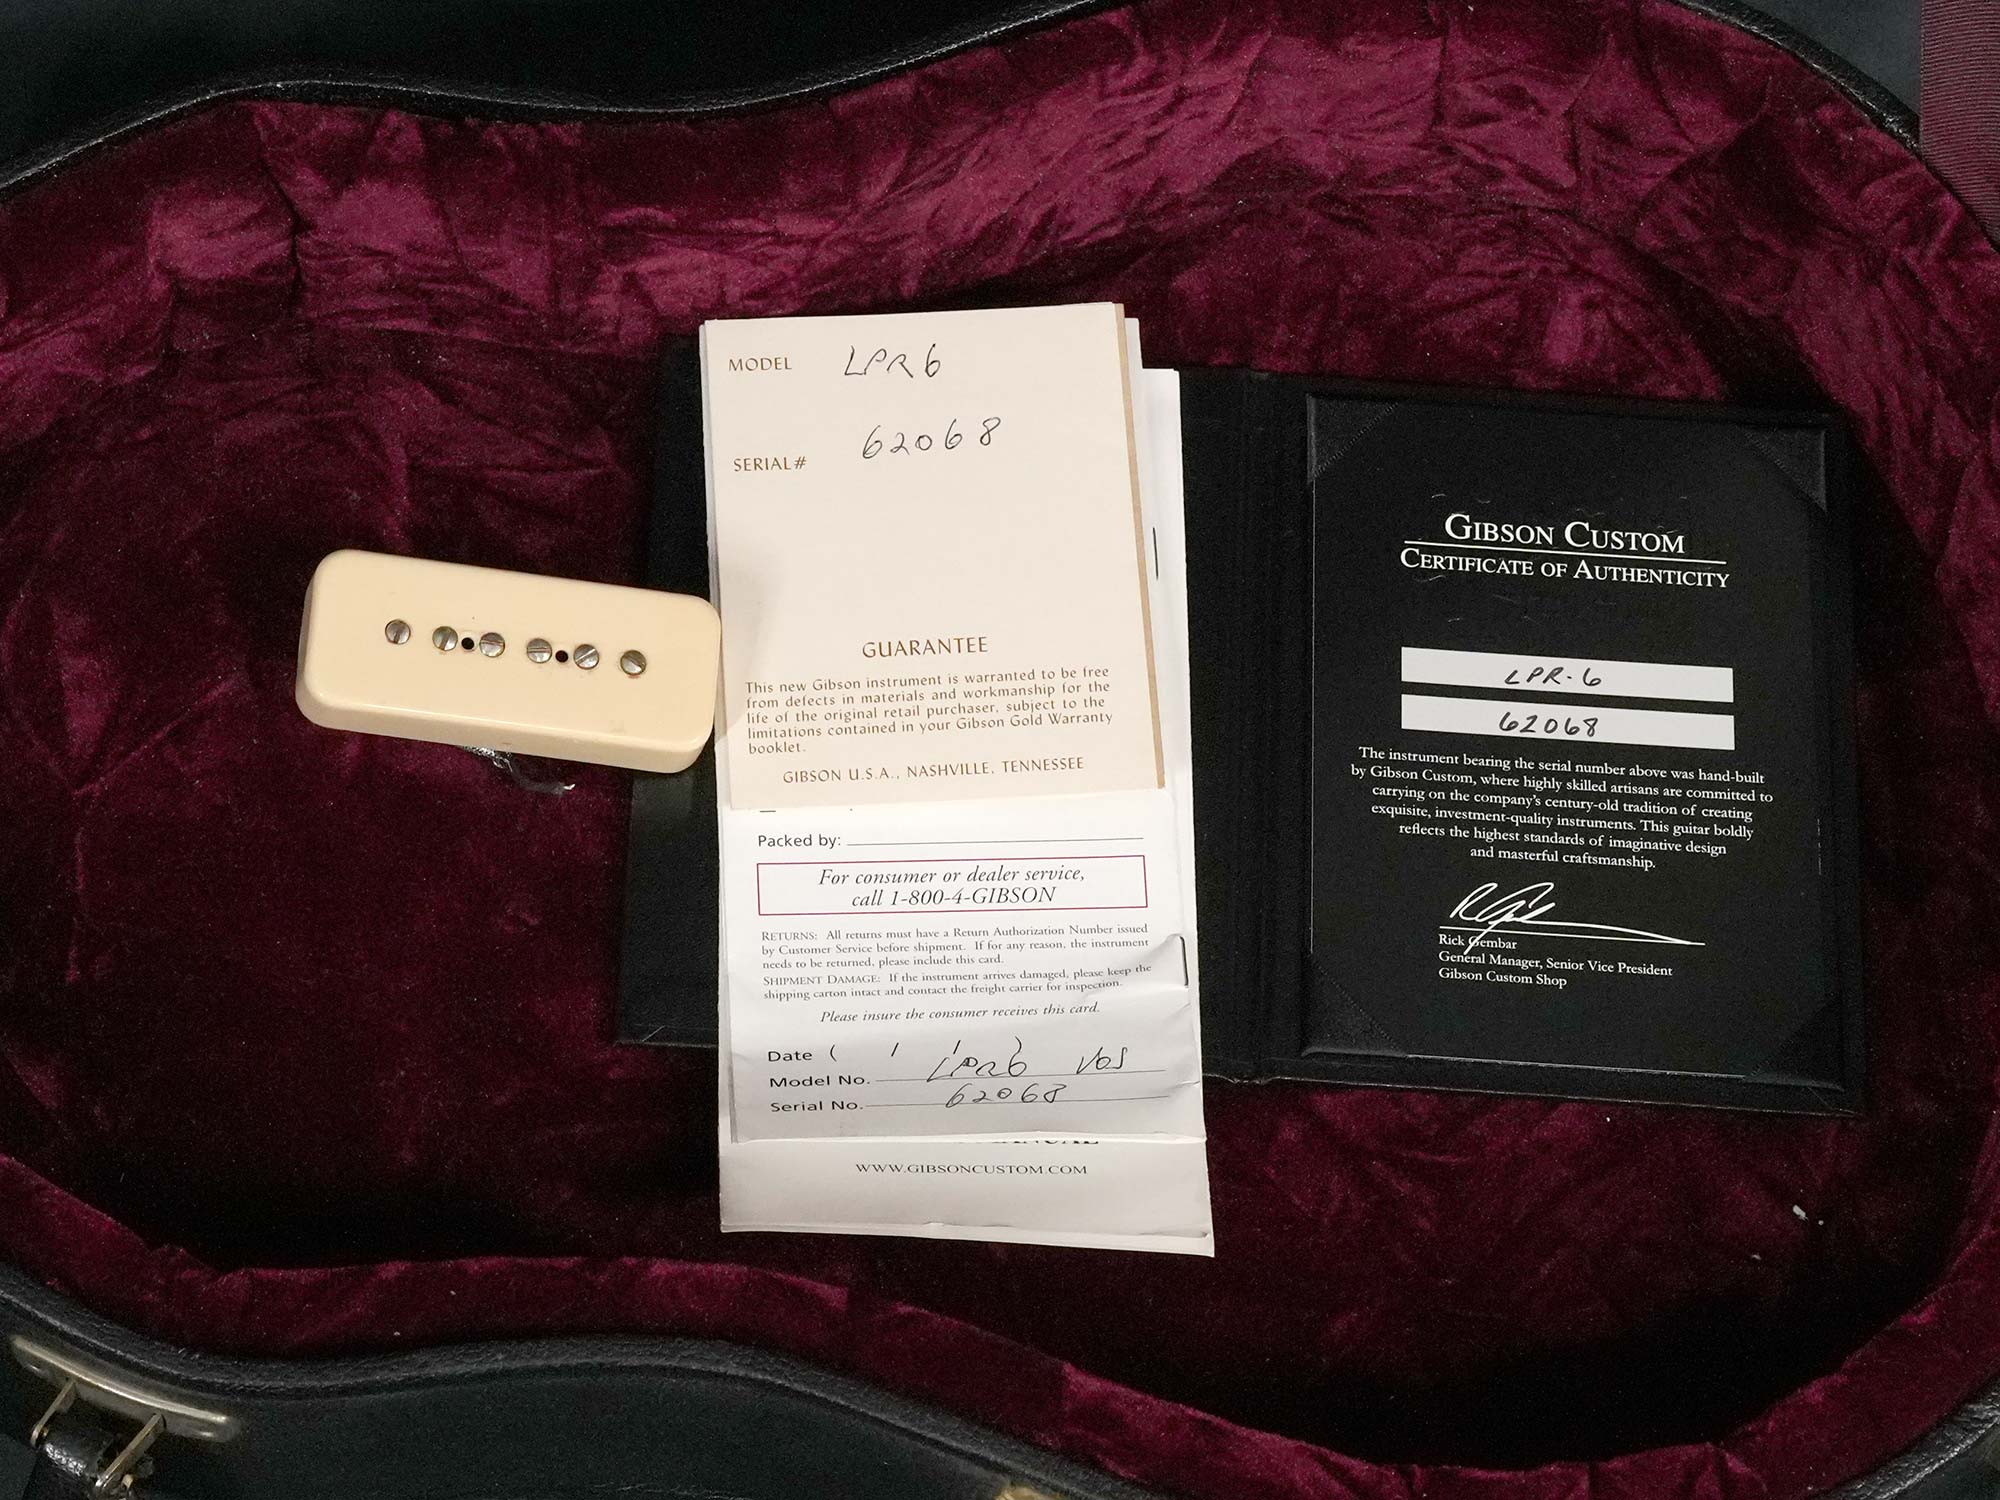 MODEL LPR6
SERIAL# 62068
GUARANTEE
This new Gibson instrument is warranted to be free
from defects in materials and workmanship for the
life of the original retail purchaser, subject to the
limitations contained in your Gibson Gold Warranty
booklet.
GIBSON U.S.A., NASHVILLE, TENNESSEE
Packed by:
For consumer or dealer service,
call 1-800-4-GIBSON
RETURNS: All returns must have a Return Authorization Number issued
by Customer Service before shipment. If for any reason, the instrument
needs to be returned, please include this card.
SHIPMENT DAMAGE: If the instrument arrives damaged, please keep the
shipping carton intact and contact the freight carrier for inspection.
Please insure the consumer receives this card.
Date ( / / )
Model No. LPR6 VOS
Serial No. 62068
WWW.GIBSONCUSTOM.COM
GIBSON CUSTOM
CERTIFICATE OF AUTHENTICITY
LPR-6
62068
The instrument bearing the serial number above was hand-built
by Gibson Custom, where highly skilled artisans are committed to
carrying on the company's century-old tradition of creating
exquisite, investment-quality instruments. This guitar boldly
reflects the highest standards of imaginative design
and masterful craftsmanship.
Rick Gembar
General Manager, Senior Vice President
Gibson Custom Shop